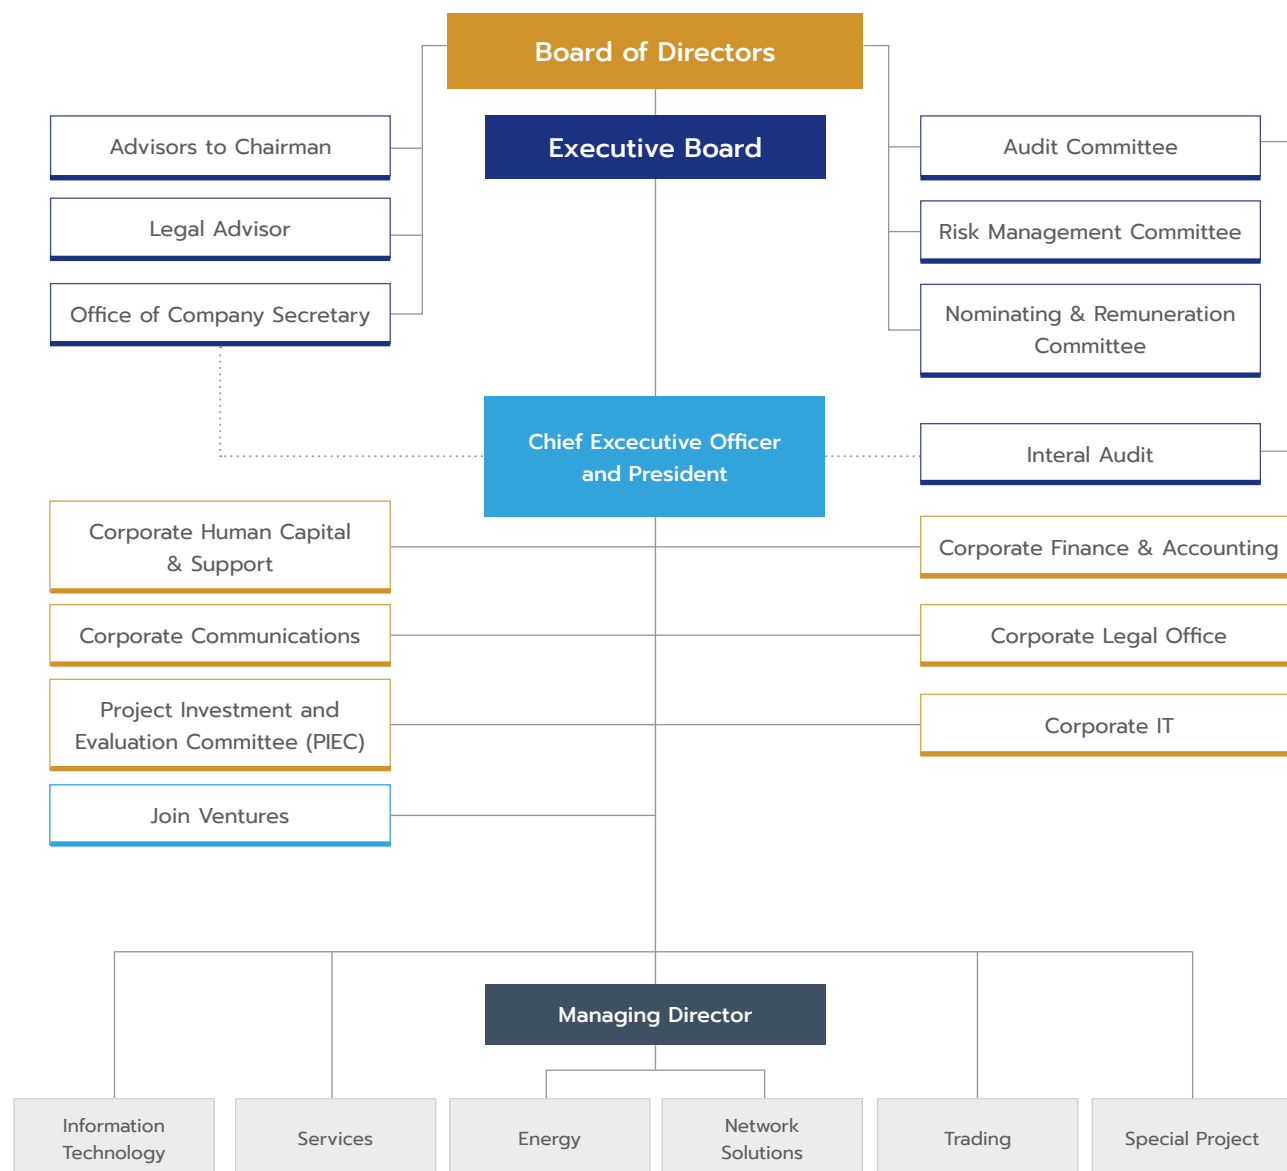 Board of Directors
Executive Board
Advisors to Chairman
Legal Advisor
Office of Company Secretary
Audit Committee
Risk Management Committee
Nominating & Remuneration
Committee
Chief Excecutive Officer
and President
Interal Audit
Corporate Human Capital
& Support
Corporate Finance & Accounting
Corporate Communications
Corporate Legal Office
Project Investment and
Evaluation Committee (PIEC)
Corporate IT
Join Ventures
Managing Director
Information
Technology
Services
Energy
Network
Solutions
Trading
Special Project